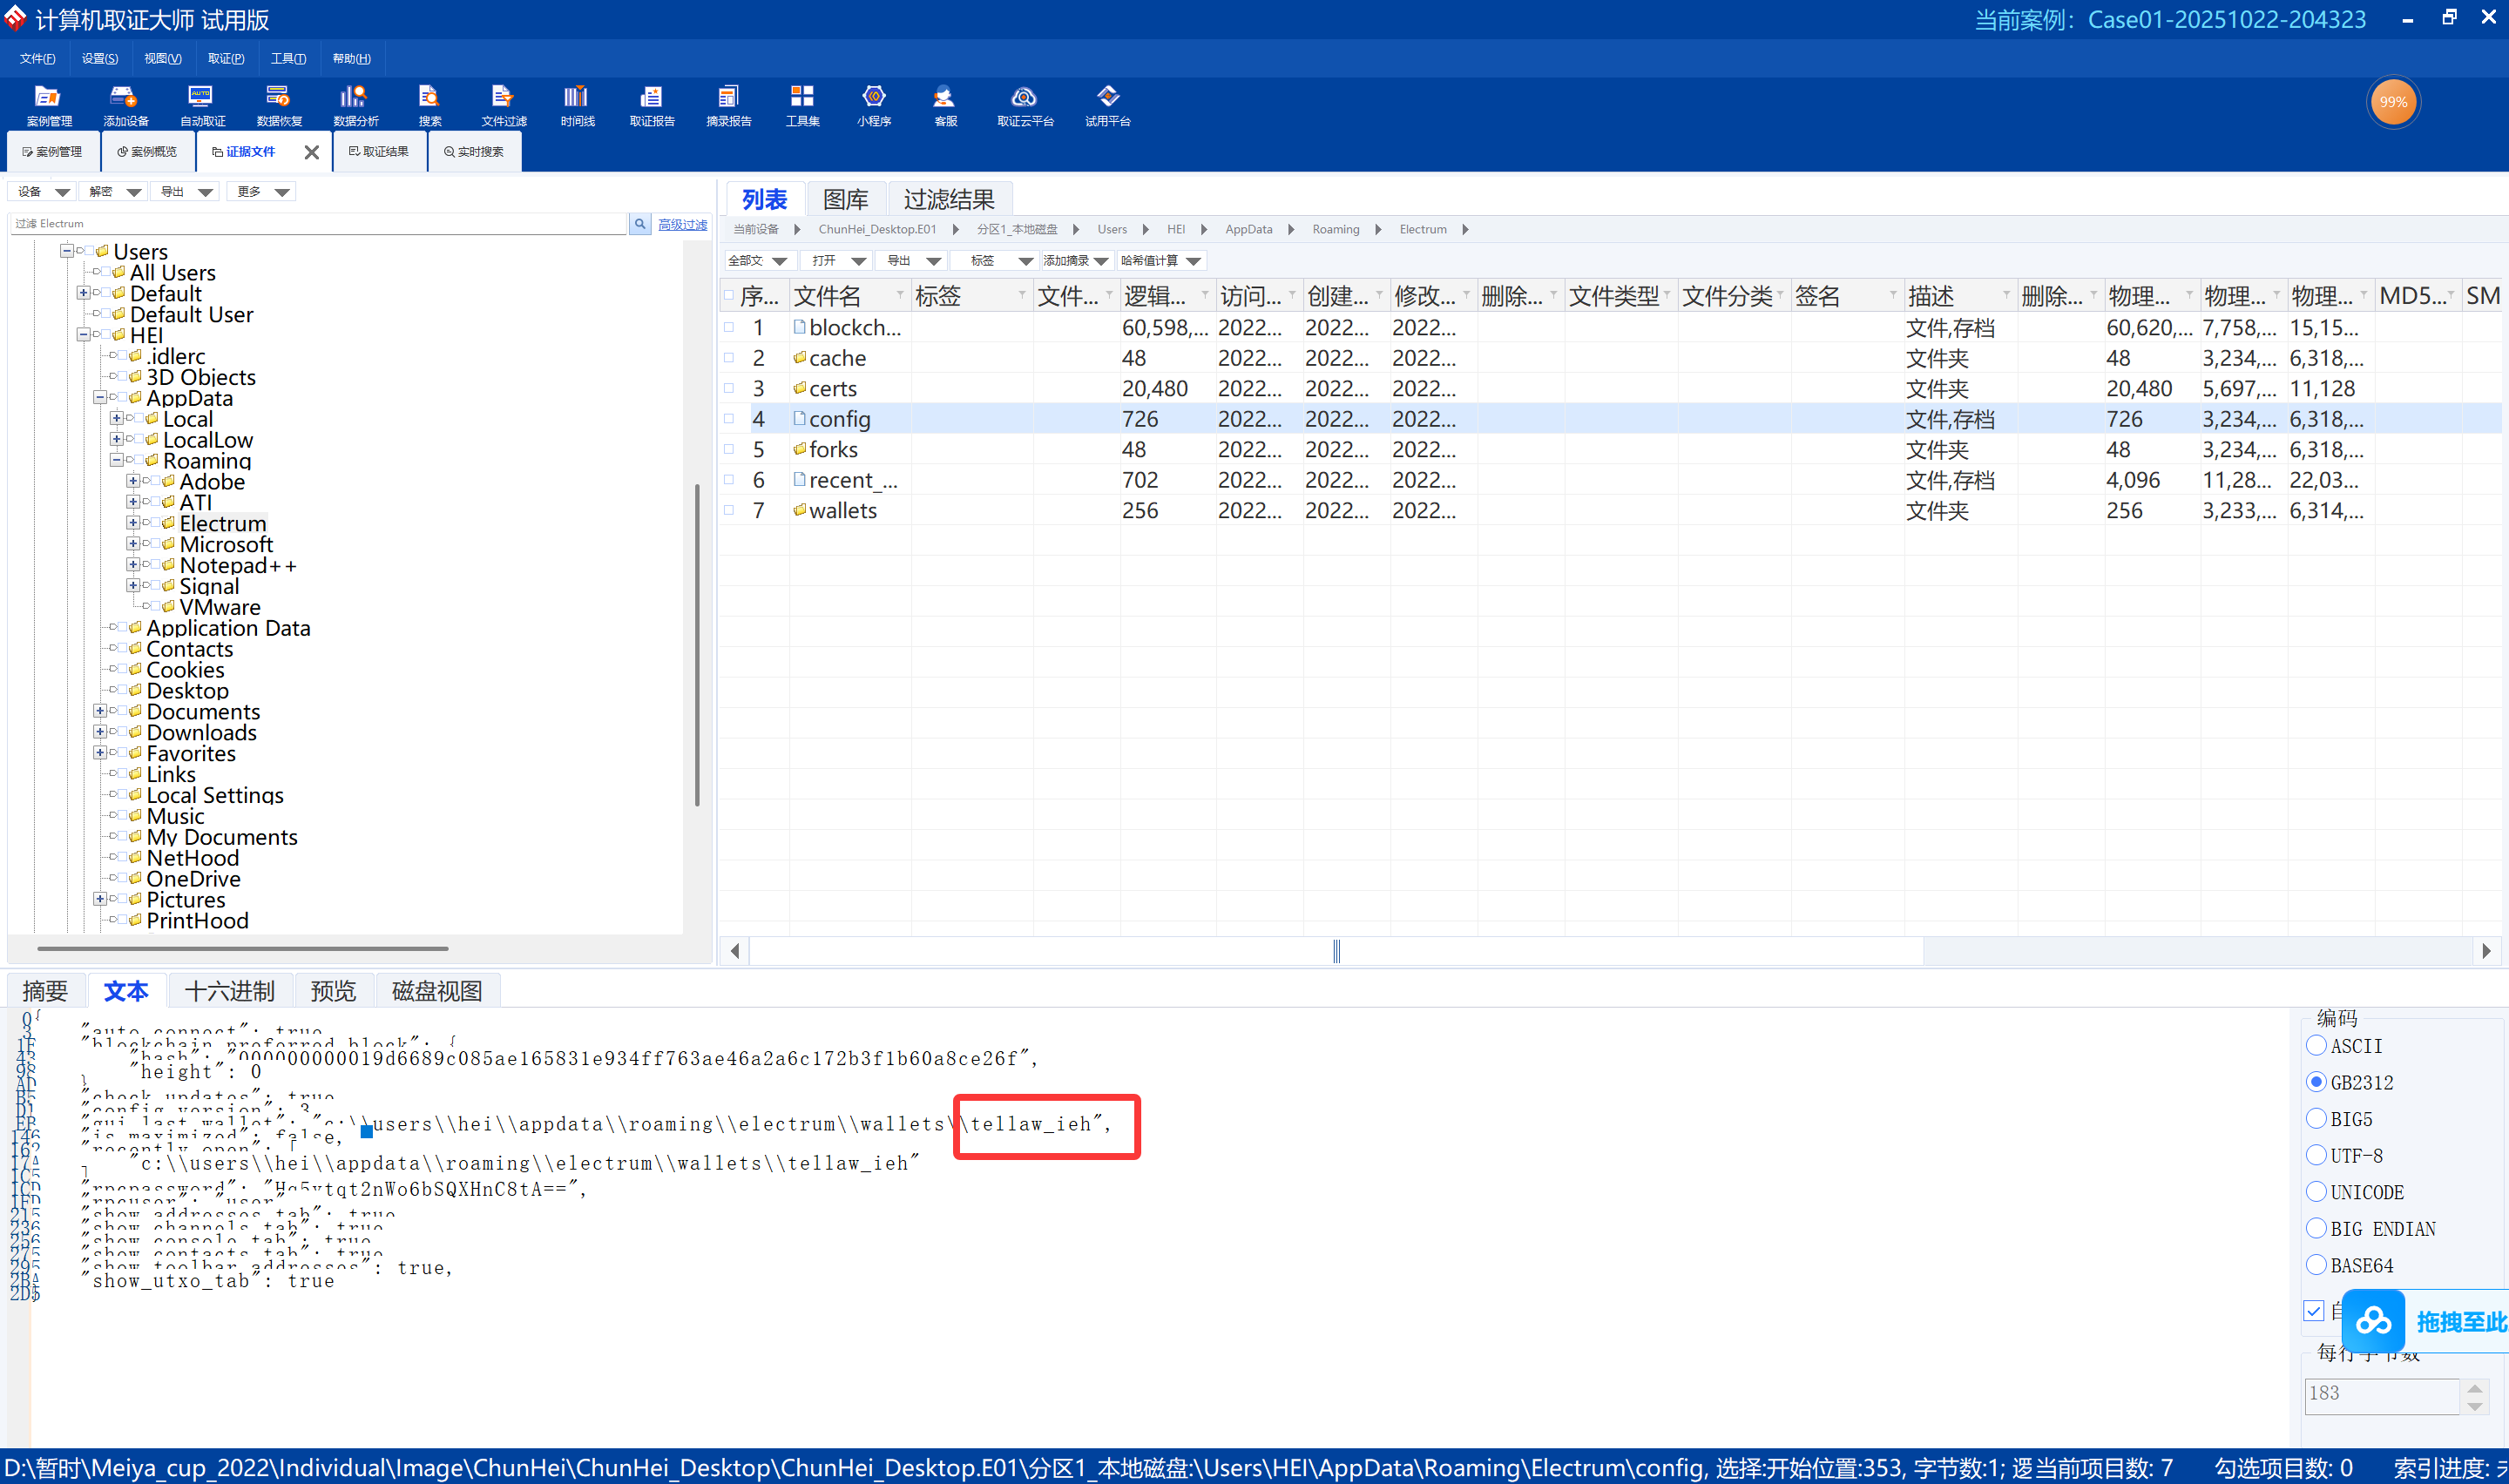 计算机取证大师 试用版
当前案例：Case01-20251022-204323
文件(F) 设置(S) 视图(V) 取证(P) 工具(T) 帮助(H)
案例管理 添加设备 自动取证 数据恢复 数据分析 搜索 文件过滤 时间线 取证报告 摘录报告 工具集 小程序 客服 取证云平台 试用平台
99%
案例管理 案例概览 证据文件 取证结果 实时搜索
设备 解密 导出 更多
过滤 Electrum 高级过滤
Users
All Users
Default
Default User
HEI
.idlerc
3D Objects
AppData
Local
LocalLow
Roaming
Adobe
ATI
Electrum
Microsoft
Notepad++
Signal
VMware
Application Data
Contacts
Cookies
Desktop
Documents
Downloads
Favorites
Links
Local Settings
Music
My Documents
NetHood
OneDrive
Pictures
PrintHood
列表 图库 过滤结果
当前设备 ChunHei_Desktop.E01 分区1_本地磁盘 Users HEI AppData Roaming Electrum
全部文 打开 导出 标签 添加摘录 哈希值计算
序... 文件名 标签 文件... 逻辑... 访问... 创建... 修改... 删除... 文件类型 文件分类 签名 描述 删除... 物理... 物理... 物理... MD5... SM
1 blockch... 60,598,... 2022... 2022... 2022... 文件,存档 60,620,... 7,758,... 15,15...
2 cache 48 2022... 2022... 2022... 文件夹 48 3,234,... 6,318,...
3 certs 20,480 2022... 2022... 2022... 文件夹 20,480 5,697,... 11,128
4 config 726 2022... 2022... 2022... 文件,存档 726 3,234,... 6,318,...
5 forks 48 2022... 2022... 2022... 文件夹 48 3,234,... 6,318,...
6 recent_... 702 2022... 2022... 2022... 文件,存档 4,096 11,28... 22,03...
7 wallets 256 2022... 2022... 2022... 文件夹 256 3,233,... 6,314,...
摘要 文本 十六进制 预览 磁盘视图
{
"auto_connect": true
"blockchain_preferred_block": {
"hash": "000000000019d6689c085ae165831e934ff763ae46a2a6c172b3f1b60a8ce26f",
"height": 0
}
"check_updates": true
"config_version": 3
"gui_last_wallet": "c:\\users\\hei\\appdata\\roaming\\electrum\\wallets\\tellaw_ieh",
"is_maximized": false,
"recently_open": [
"c:\\users\\hei\\appdata\\roaming\\electrum\\wallets\\tellaw_ieh"
]
"rpcpassword": "Hq5ytqt2nWo6bSQXHnC8tA==",
"rpcuser": "user"
"show_addresses_tab": true
"show_channels_tab": true
"show_console_tab": true
"show_contacts_tab": true
"show_toolbar_addresses": true,
"show_utxo_tab": true
}
编码
ASCII
GB2312
BIG5
UTF-8
UNICODE
BIG ENDIAN
BASE64
拖拽至此
每行字节数
183
D:\暂时\Meiya_cup_2022\Individual\Image\ChunHei\ChunHei_Desktop\ChunHei_Desktop.E01\分区1_本地磁盘:\Users\HEI\AppData\Roaming\Electrum\config, 选择:开始位置:353, 字节数:1; 逻 当前项目数: 7 勾选项目数: 0 索引进度: